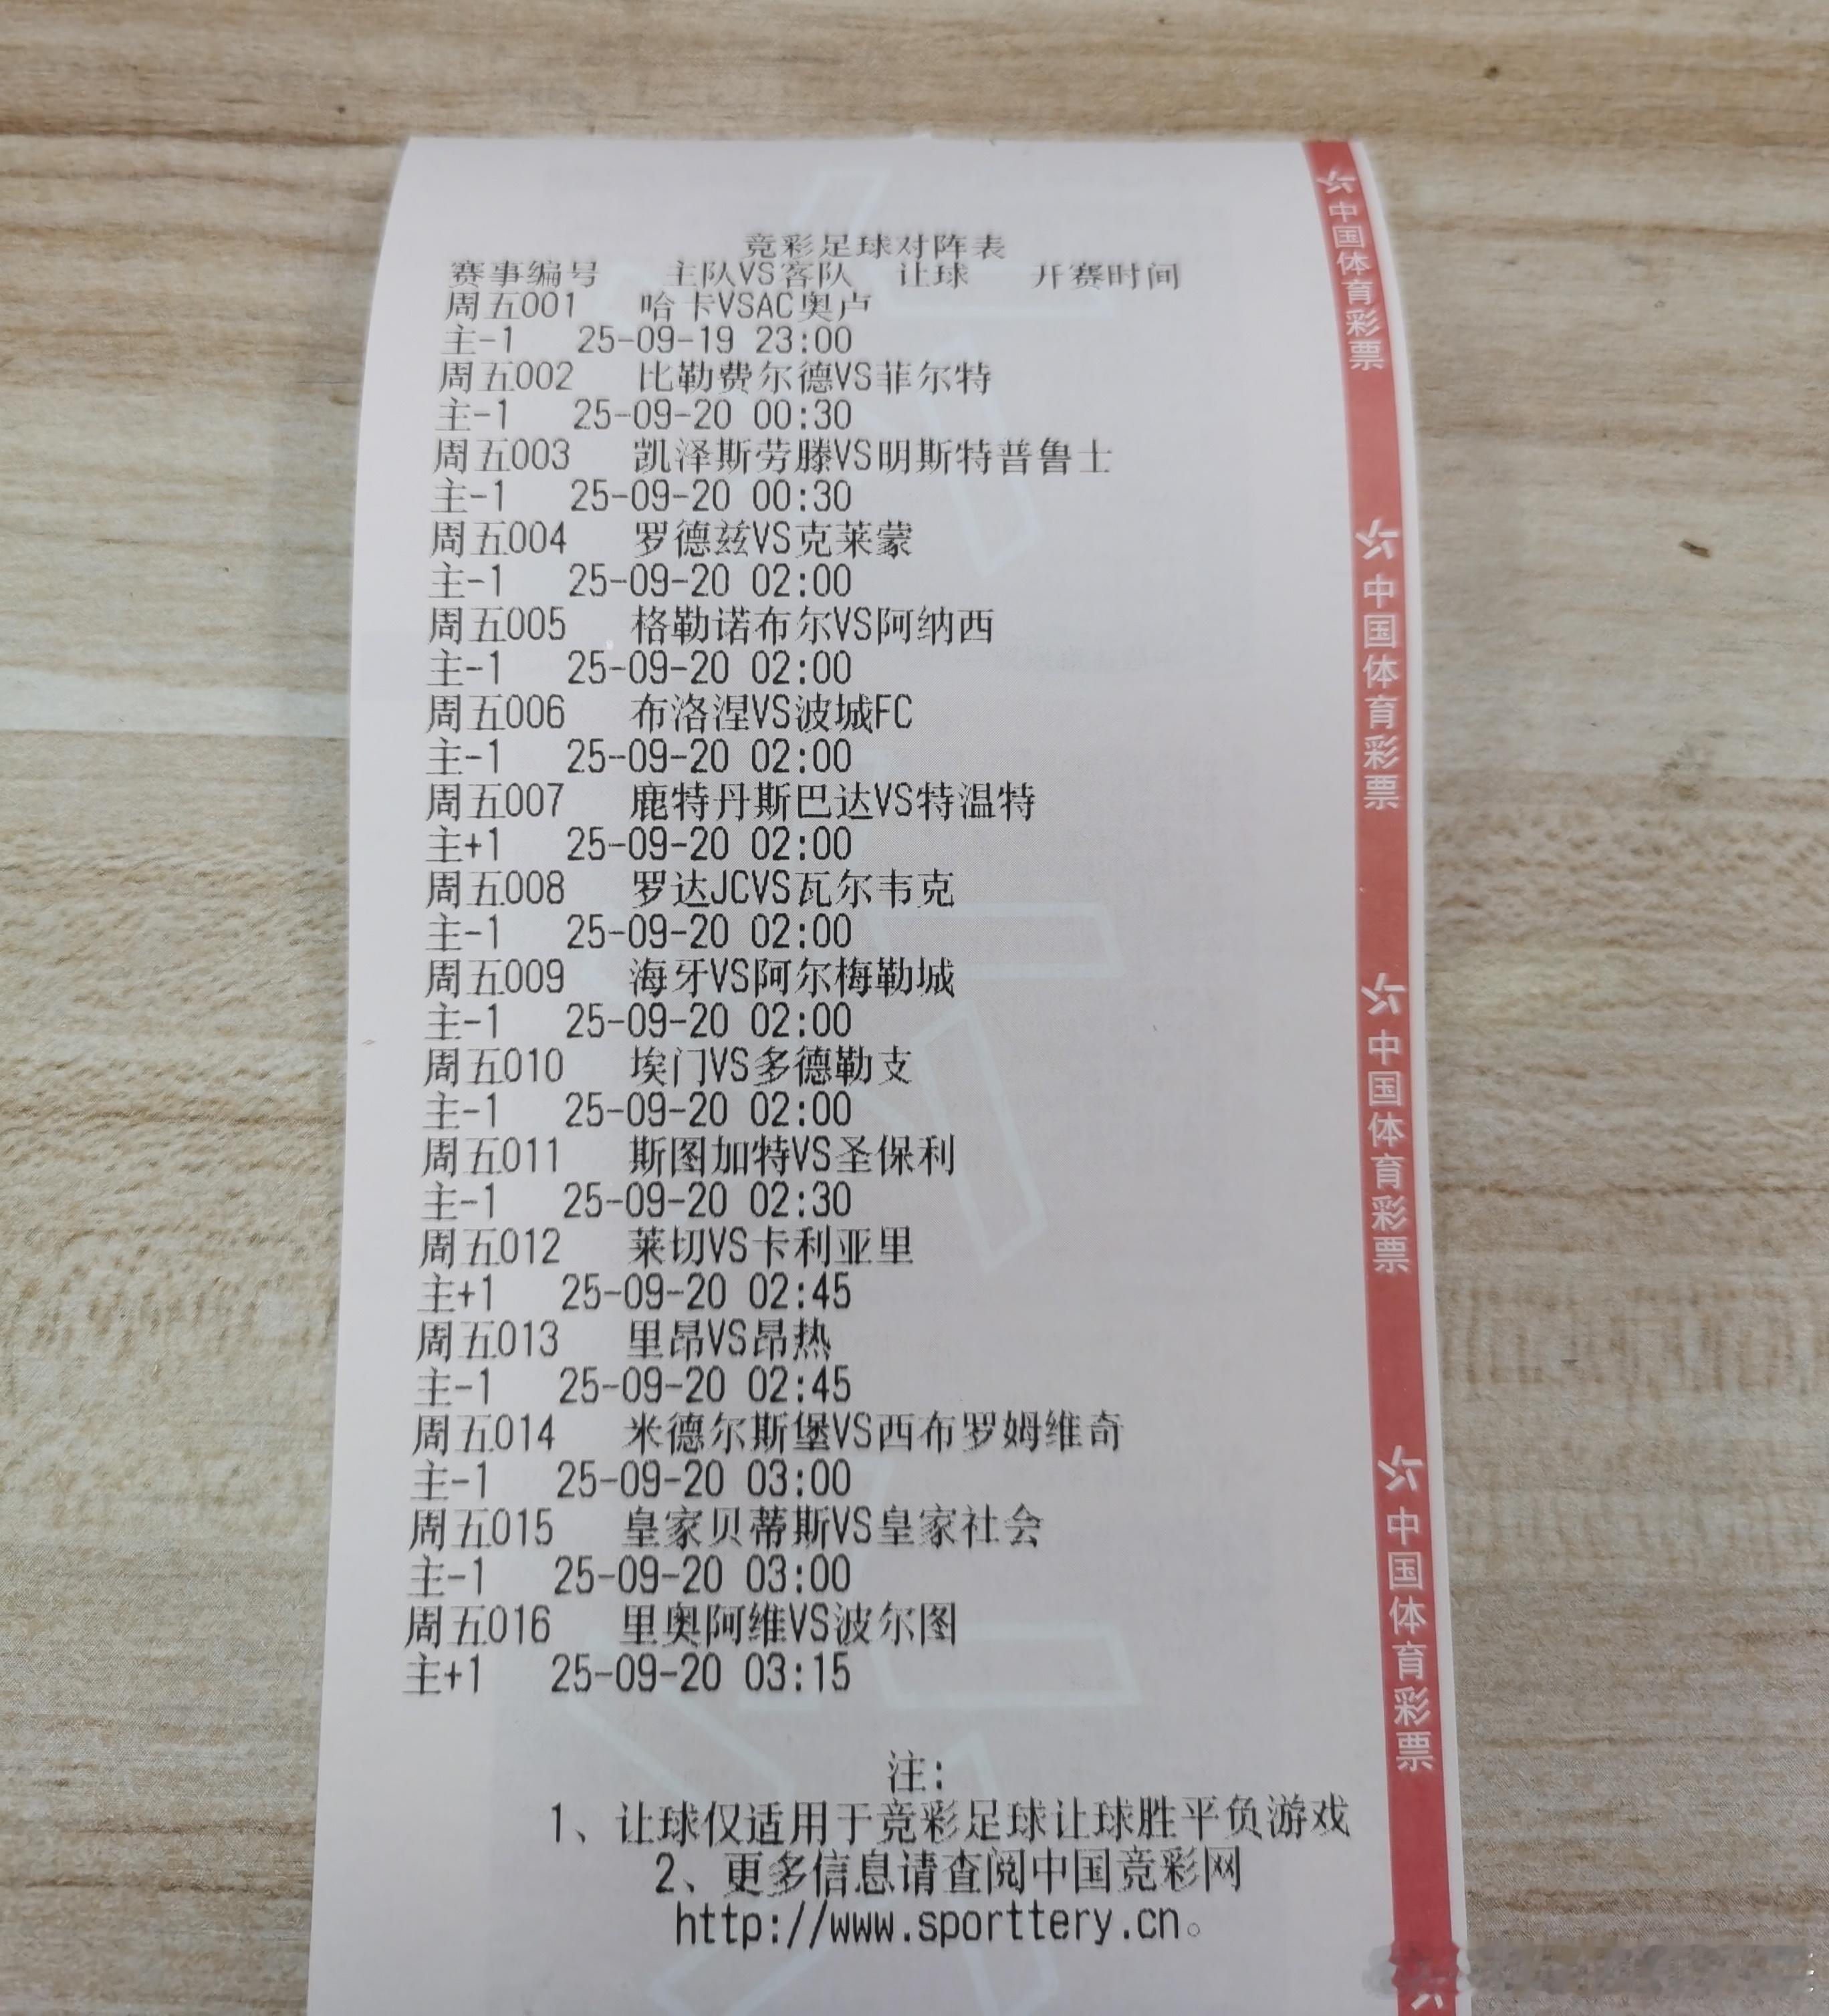 竞彩足球对阵表
赛事编号 主队VS客队 让球 开赛时间
周五001 哈卡VSAC奥卢
主-1 25-09-19 23:00
周五002 比勒费尔德VS菲尔特
主-1 25-09-20 00:30
周五003 凯泽斯劳滕VS明斯特普鲁士
主-1 25-09-20 00:30
周五004 罗德兹VS克莱蒙
主-1 25-09-20 02:00
周五005 格勒诺布尔VS阿纳西
主-1 25-09-20 02:00
周五006 布洛涅VS波城FC
主-1 25-09-20 02:00
周五007 鹿特丹斯巴达VS特温特
主+1 25-09-20 02:00
周五008 罗达JCVS瓦尔韦克
主-1 25-09-20 02:00
周五009 海牙VS阿尔梅勒城
主-1 25-09-20 02:00
周五010 埃门VS多德勒支
主-1 25-09-20 02:00
周五011 斯图加特VS圣保利
主-1 25-09-20 02:30
周五012 莱切VS卡利亚里
主+1 25-09-20 02:45
周五013 里昂VS昂热
主-1 25-09-20 02:45
周五014 米德尔斯堡VS西布罗姆维奇
主-1 25-09-20 03:00
周五015 皇家贝蒂斯VS皇家社会
主-1 25-09-20 03:00
周五016 里奥阿维VS波尔图
主+1 25-09-20 03:15
注:
1、让球仅适用于竞彩足球让球胜平负游戏
2、更多信息请查阅中国竞彩网
http://www.sporttery.cn。
中国体育彩票
中国体育彩票
中国体育彩票
中国体育彩票